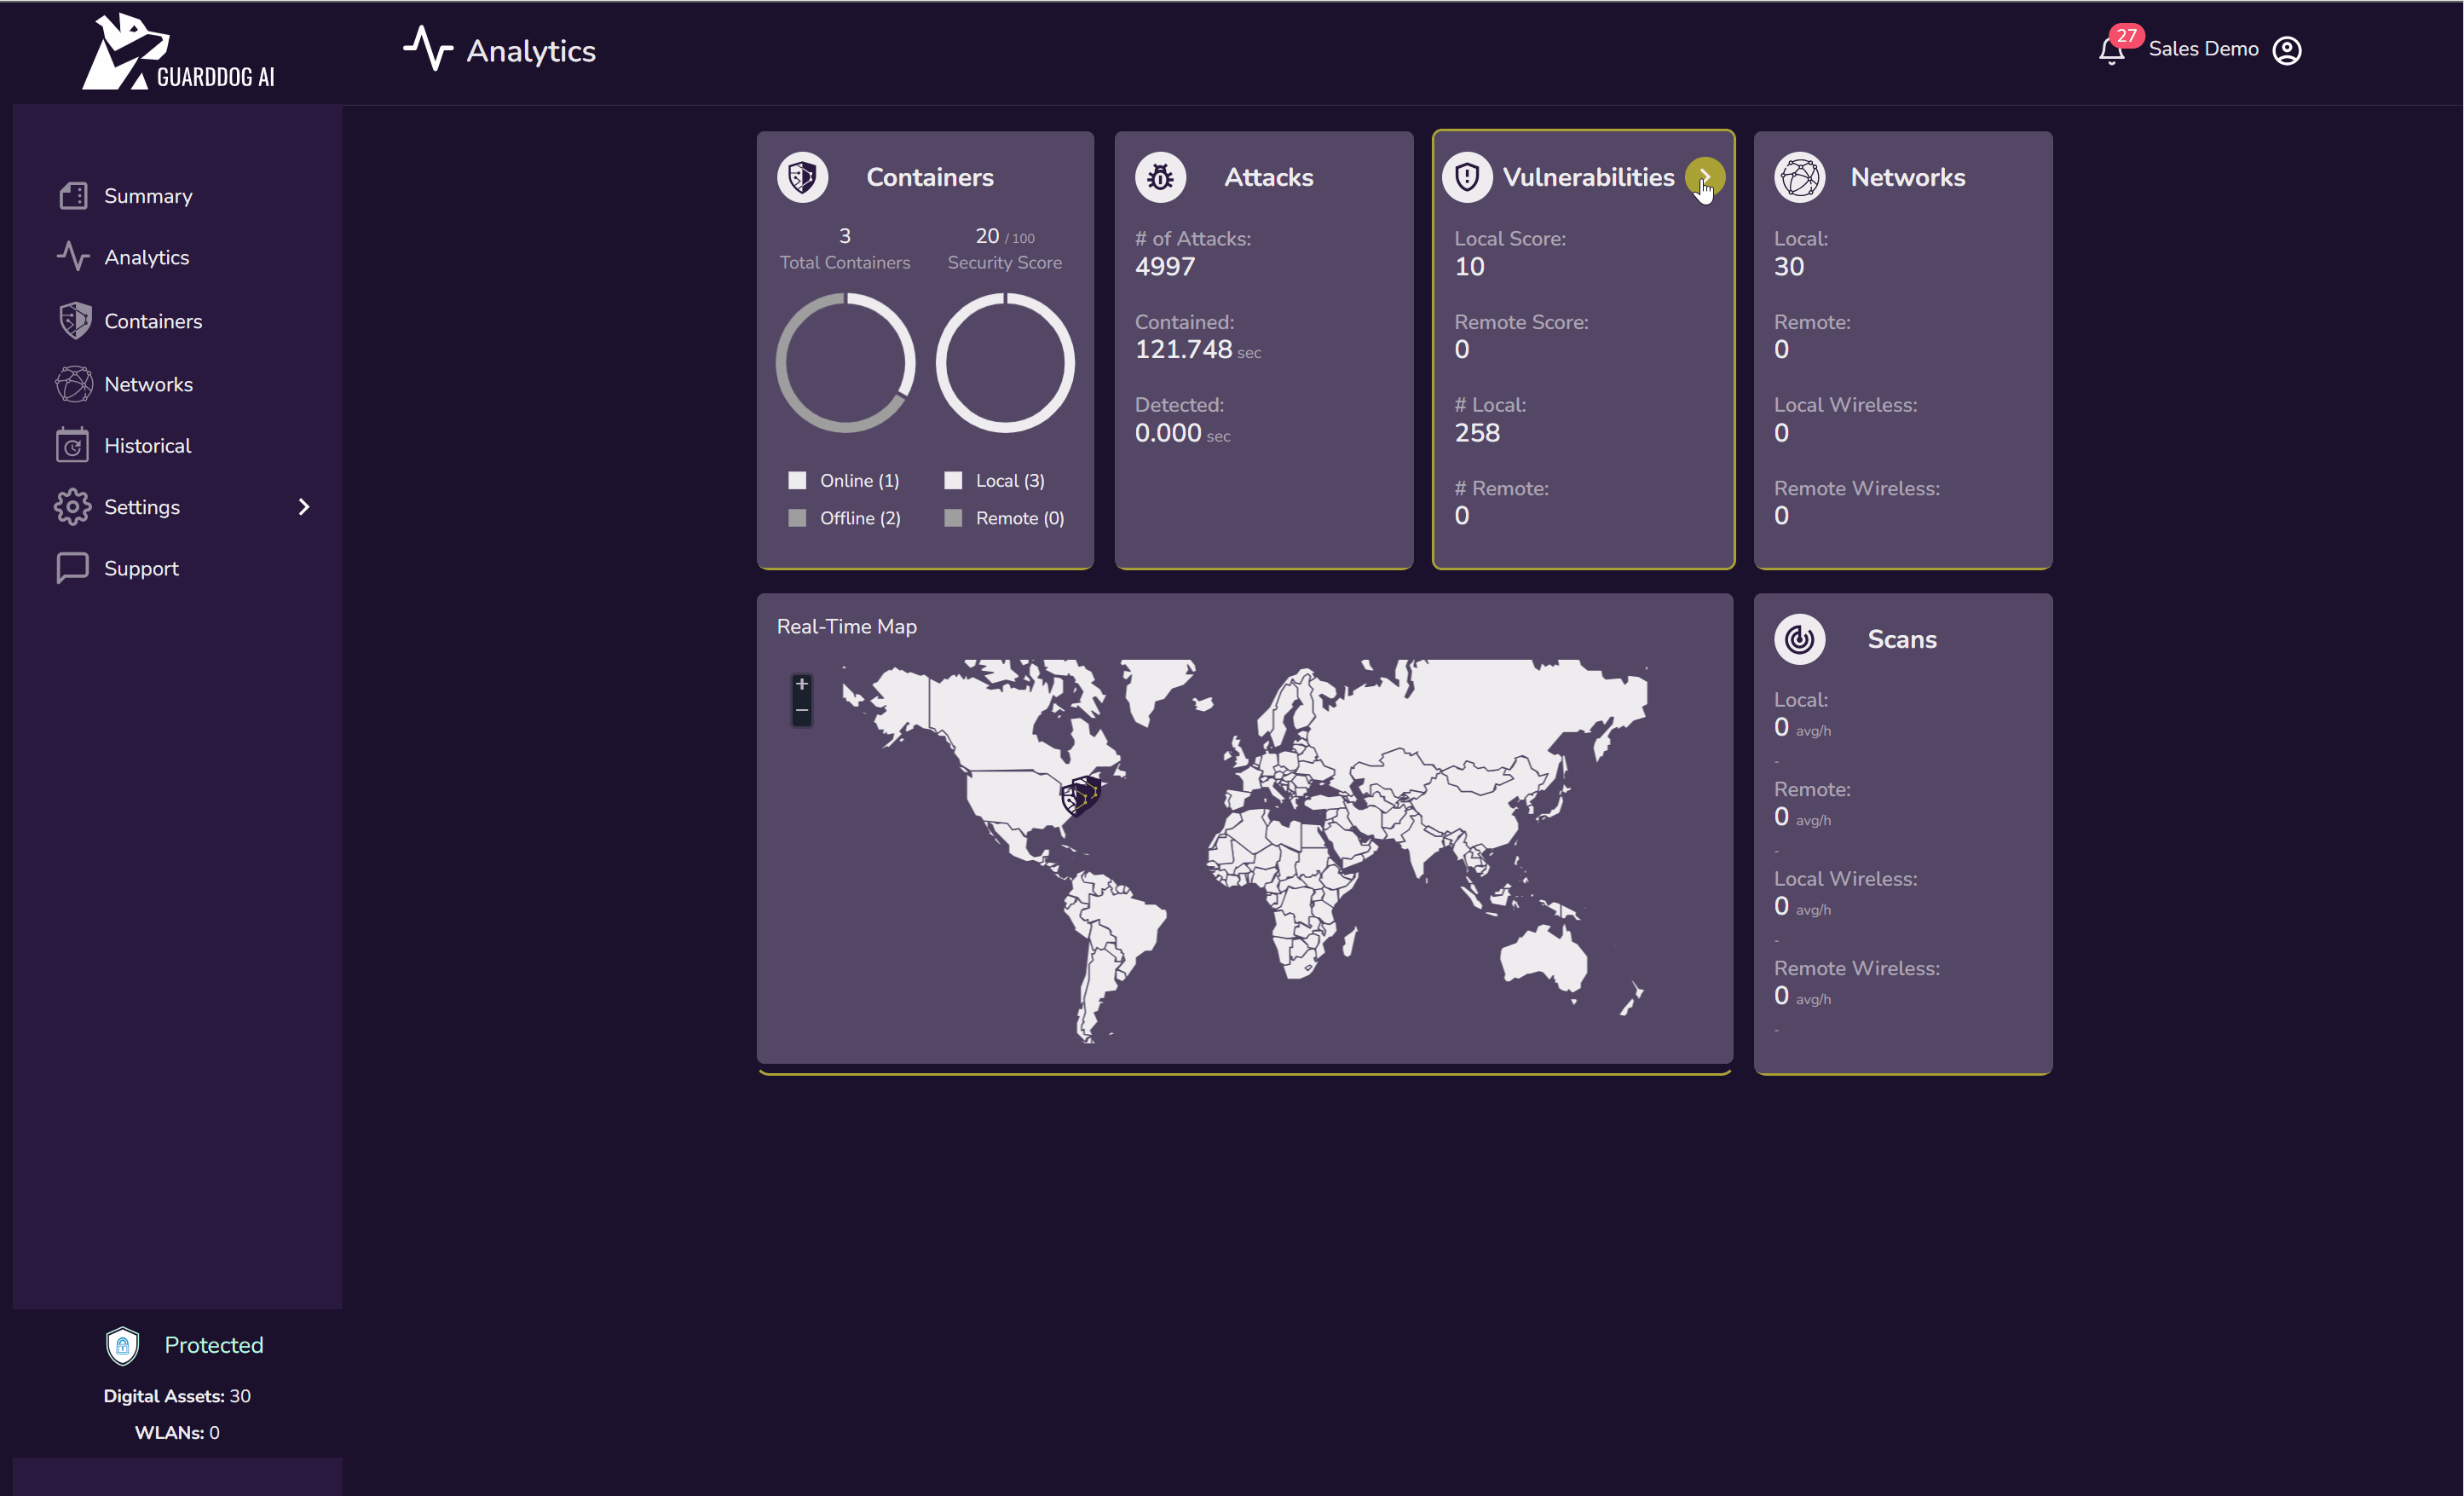 GUARDDOG AI
Analytics
27
Sales Demo
Summary
Analytics
Containers
Networks
Historical
Settings
Support
Protected
Digital Assets: 30
WLANs: 0
Containers
3
Total Containers
20 / 100
Security Score
Online (1)
Offline (2)
Local (3)
Remote (0)
Attacks
# of Attacks:
4997
Contained:
121.748 sec
Detected:
0.000 sec
Vulnerabilities
Local Score:
10
Remote Score:
0
# Local:
258
# Remote:
0
Networks
Local:
30
Remote:
0
Local Wireless:
0
Remote Wireless:
0
Real-Time Map
+
−
Scans
Local:
0 avg/h
-
Remote:
0 avg/h
-
Local Wireless:
0 avg/h
-
Remote Wireless:
0 avg/h
-